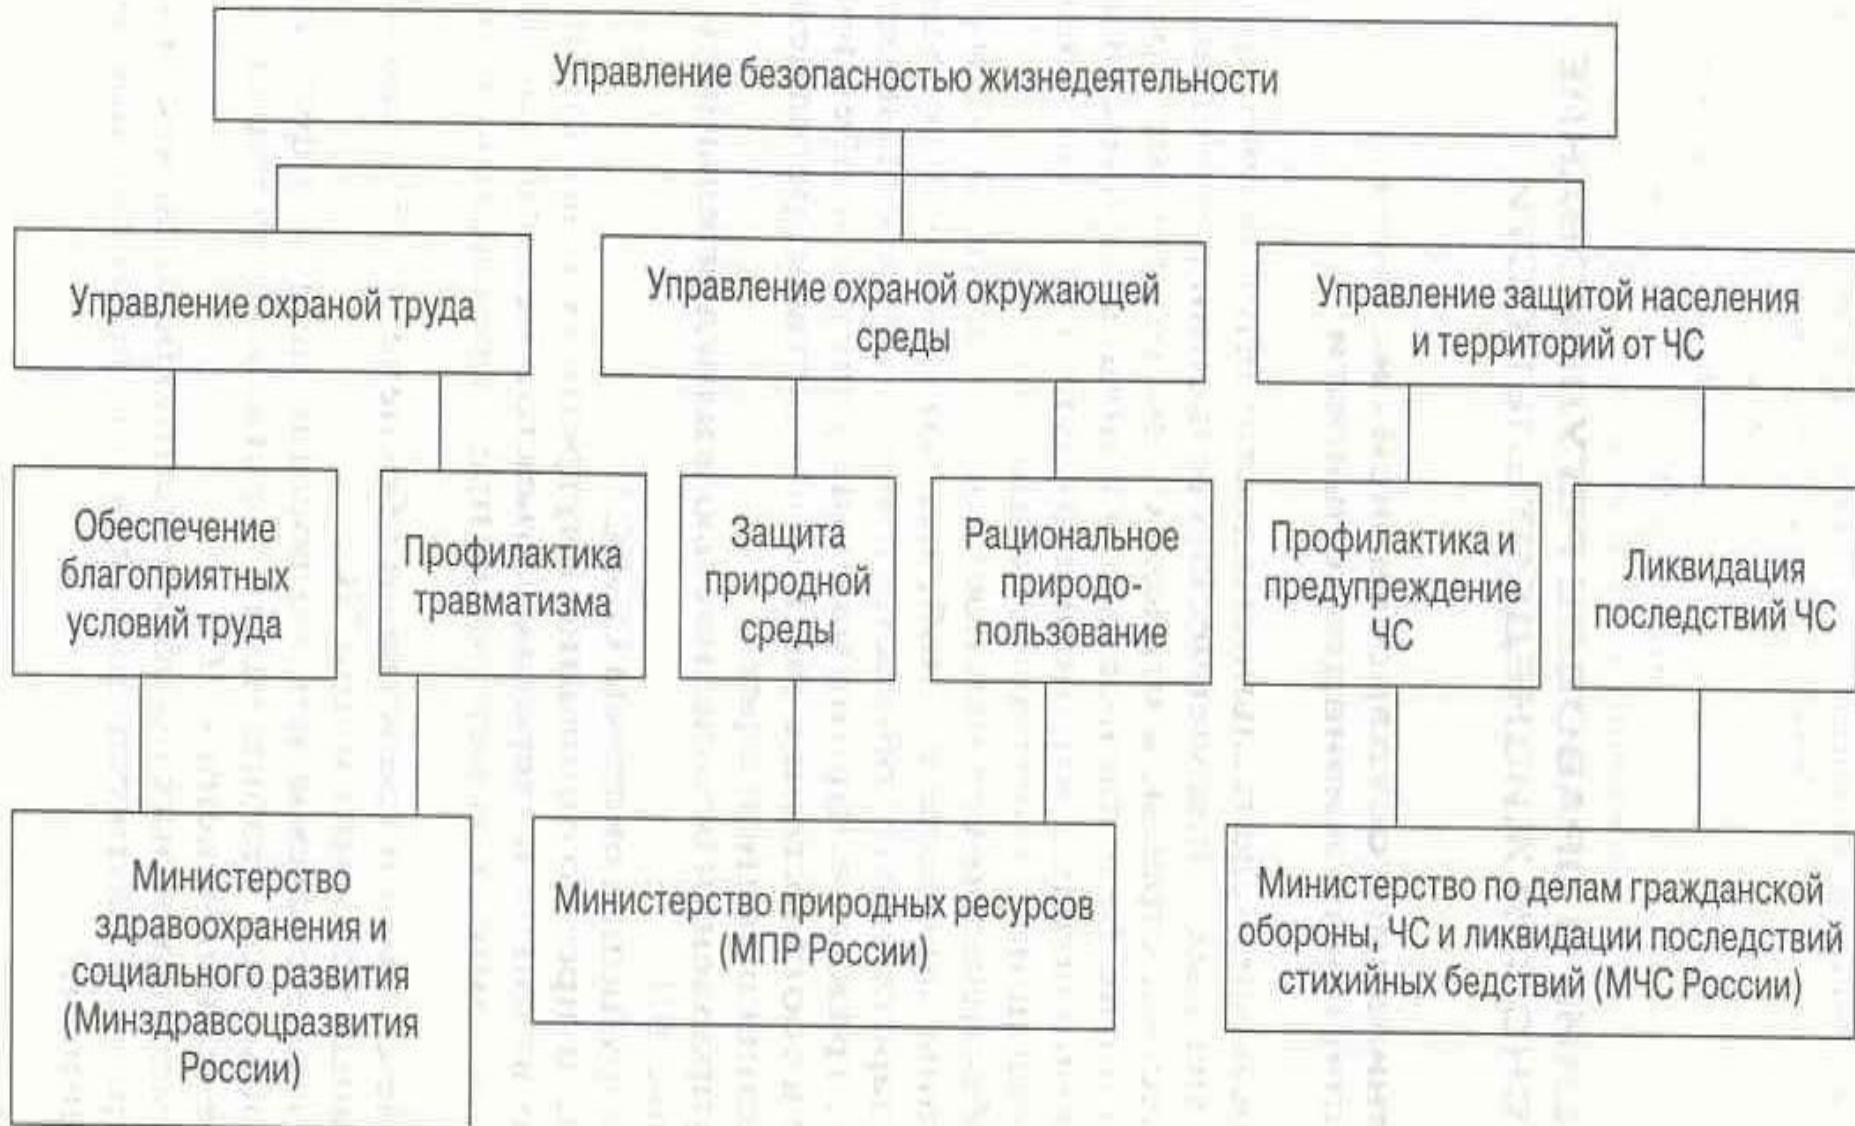 Управление безопасностью жизнедеятельности
Управление охраной труда
Управление охраной окружающей
среды
Управление защитой населения
и территорий от ЧС
Обеспечение
благоприятных
условий труда
Профилактика
травматизма
Защита
природной
среды
Рациональное
природо-
пользование
Профилактика и
предупреждение
ЧС
Ликвидация
последствий ЧС
Министерство
здравоохранения и
социального развития
(Минздравсоцразвития
России)
Министерство природных ресурсов
(МПР России)
Министерство по делам гражданской
обороны, ЧС и ликвидации последствий
стихийных бедствий (МЧС России)